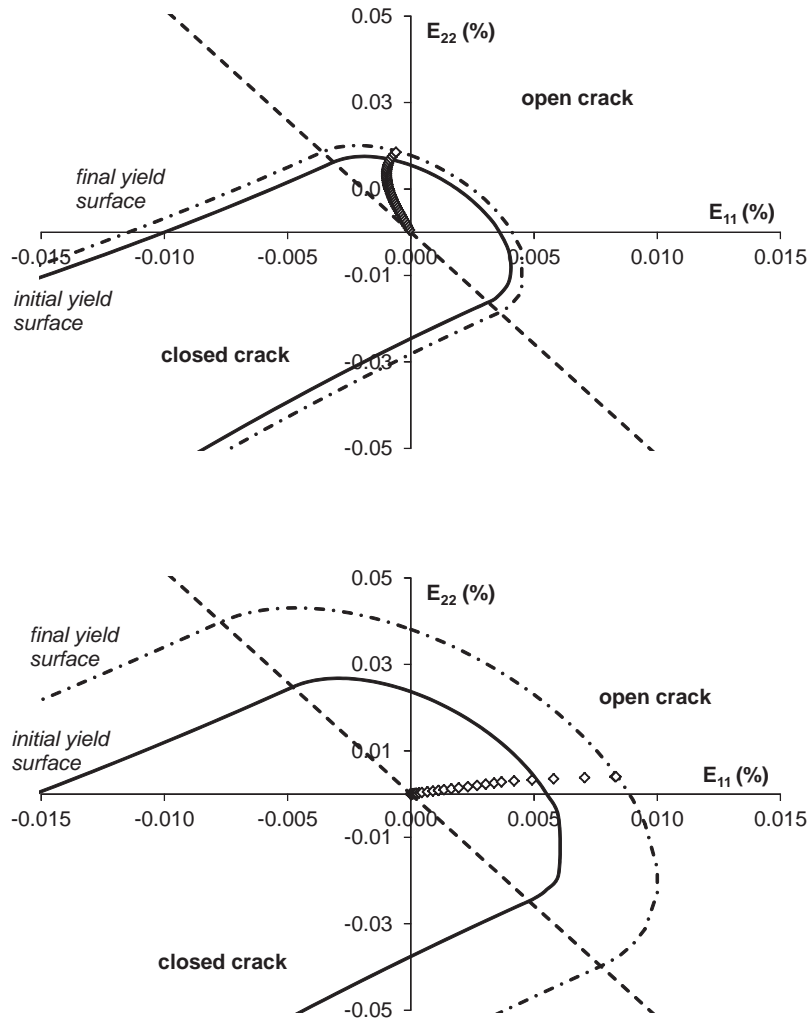 0.05
E22 (%)
0.03
open crack
final yield
surface
0.0
E11 (%)
-0.015 -0.010 -0.005 0.000 0.005 0.010 0.015
-0.01
initial yield
surface
closed crack
-0.03
-0.05
0.05
E22 (%)
final yield
surface
0.03
open crack
initial yield
surface
0.01
E11 (%)
-0.015 -0.010 -0.005 0.000 0.005 0.010 0.015
-0.01
-0.03
closed crack
-0.05